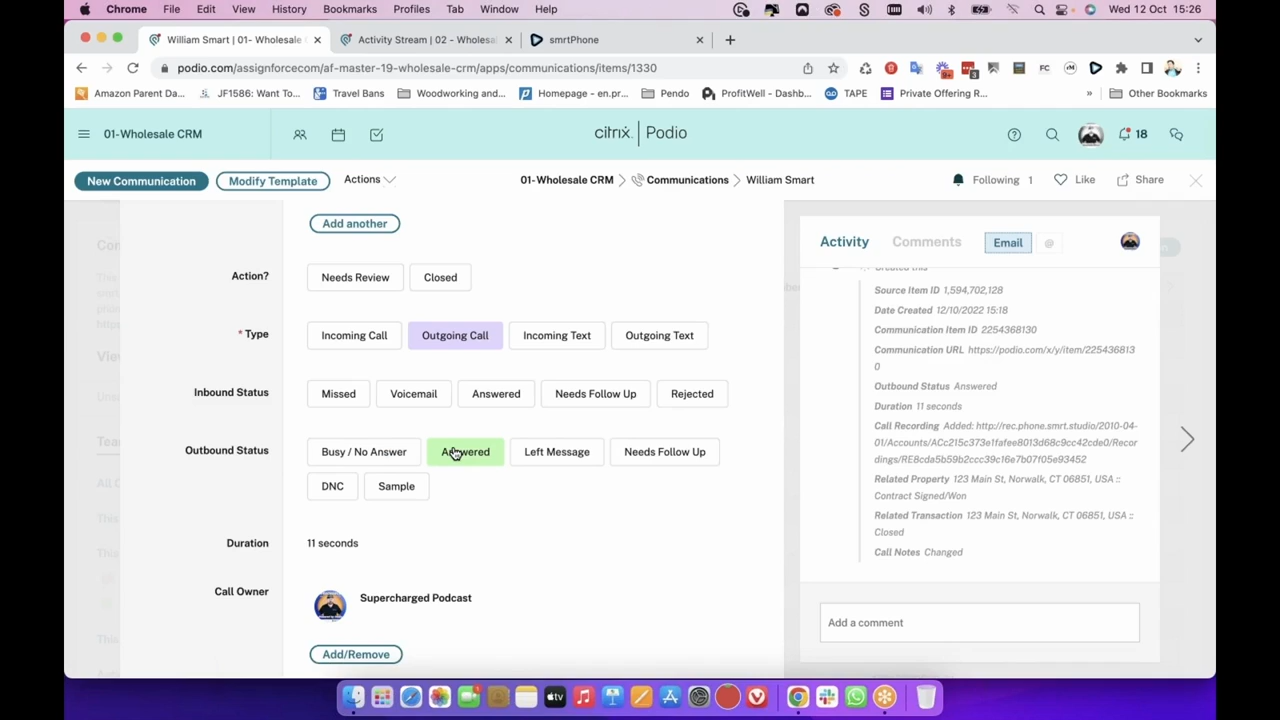 Chrome File Edit View History Bookmarks Profiles Tab Window Help Wed 12 Oct 15:26
William Smart | 01- Wholesale Activity Stream | 02 - Wholesa smrtPhone
podio.com/assignforcecom/af-master-19-wholesale-crm/apps/communications/items/1330
Amazon Parent Da... JF1586: Want To... Travel Bans Woodworking and... Homepage - en.pr... Pendo ProfitWell - Dashb... TAPE Private Offering R... » Other Bookmarks
01-Wholesale CRM citrix | Podio 18
New Communication Modify Template Actions 01-Wholesale CRM Communications William Smart Following 1 Like Share
Add another
Activity Comments Email @
Action? Needs Review Closed
Created this
Source Item ID 1,594,702,128
Date Created 12/10/2022 15:18
Communication Item ID 2254368130
Communication URL https://podio.com/x/y/item/225436813
0
Outbound Status Answered
Duration 11 seconds
Call Recording Added: http://rec.phone.smrt.studio/2010-04-
01/Accounts/ACc215c373e1fafee8013d68c9cc42cde0/Recor
dings/RE8cda5b59b2ccc39c16e7b07f05e93452
Related Property 123 Main St, Norwalk, CT 06851, USA ::
Contract Signed/Won
Related Transaction 123 Main St, Norwalk, CT 06851, USA ::
Closed
Call Notes Changed
* Type Incoming Call Outgoing Call Incoming Text Outgoing Text
Inbound Status Missed Voicemail Answered Needs Follow Up Rejected
Outbound Status Busy / No Answer Answered Left Message Needs Follow Up
DNC Sample
Duration 11 seconds
Call Owner Supercharged Podcast
Add/Remove
Add a comment